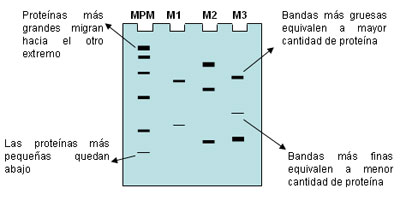 Proteínas más
grandes migran
hacia el otro
extremo
MPM M1 M2 M3
Bandas más gruesas
equivalen a mayor
cantidad de proteína
Las proteínas más
pequeñas quedan
abajo
Bandas más finas
equivalen a menor
cantidad de proteína